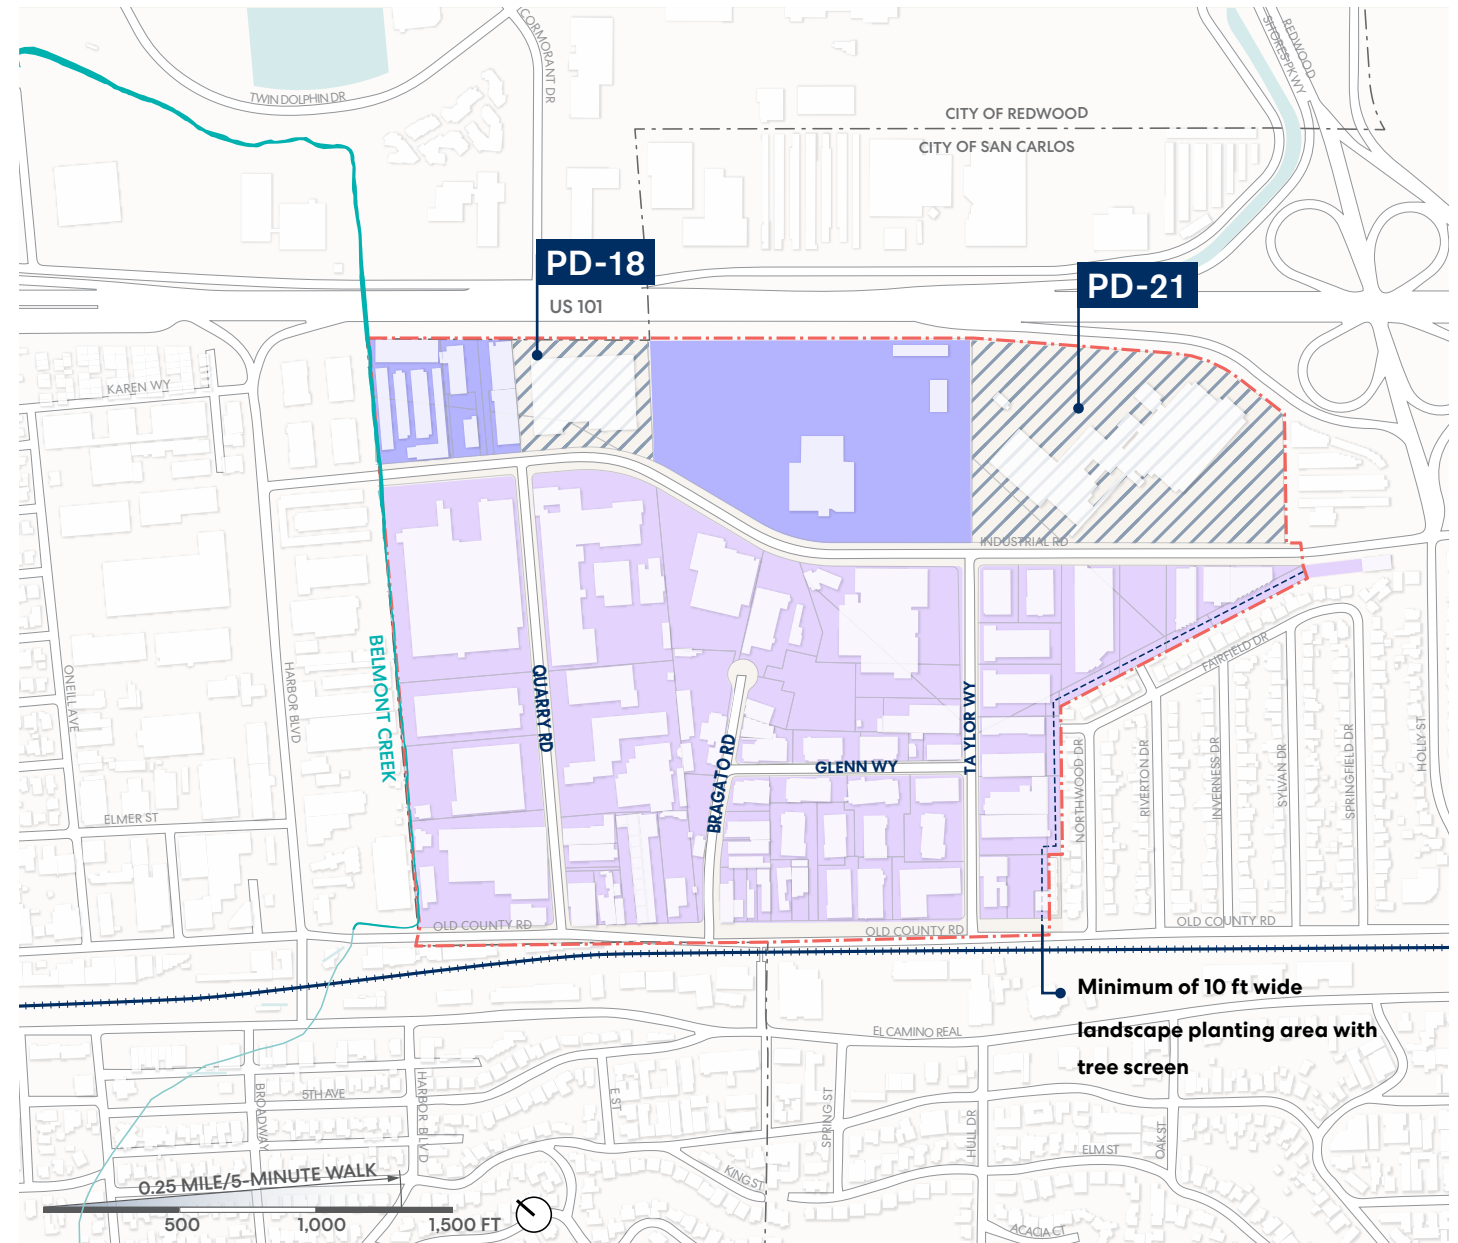 CORMORANT DR
REDWOOD
SHORES PKWY
TWIN DOLPHIN DR
CITY OF REDWOOD
CITY OF SAN CARLOS
PD-18
PD-21
US 101
KAREN WY
INDUSTRIAL RD
BELMONT CREEK
ONEILL AVE
HARBOR BLVD
QUARRY RD
BRAGATO RD
GLENN WY
TAYLOR WY
FAIRFIELD DR
NORTHWOOD DR
RIVERTON DR
INVERNESS DR
SYLVAN DR
SPRINGFIELD DR
HOLLY ST
ELMER ST
OLD COUNTY RD
OLD COUNTY RD
OLD COUNTY RD
Minimum of 10 ft wide
landscape planting area with
tree screen
EL CAMINO REAL
5TH AVE
BROADWAY
HARBOR BLVD
E ST
SPRING ST
HULL DR
ELM ST
OAK ST
KING ST
ACACIA CT
0.25 MILE/5-MINUTE WALK
500
1,000
1,500 FT